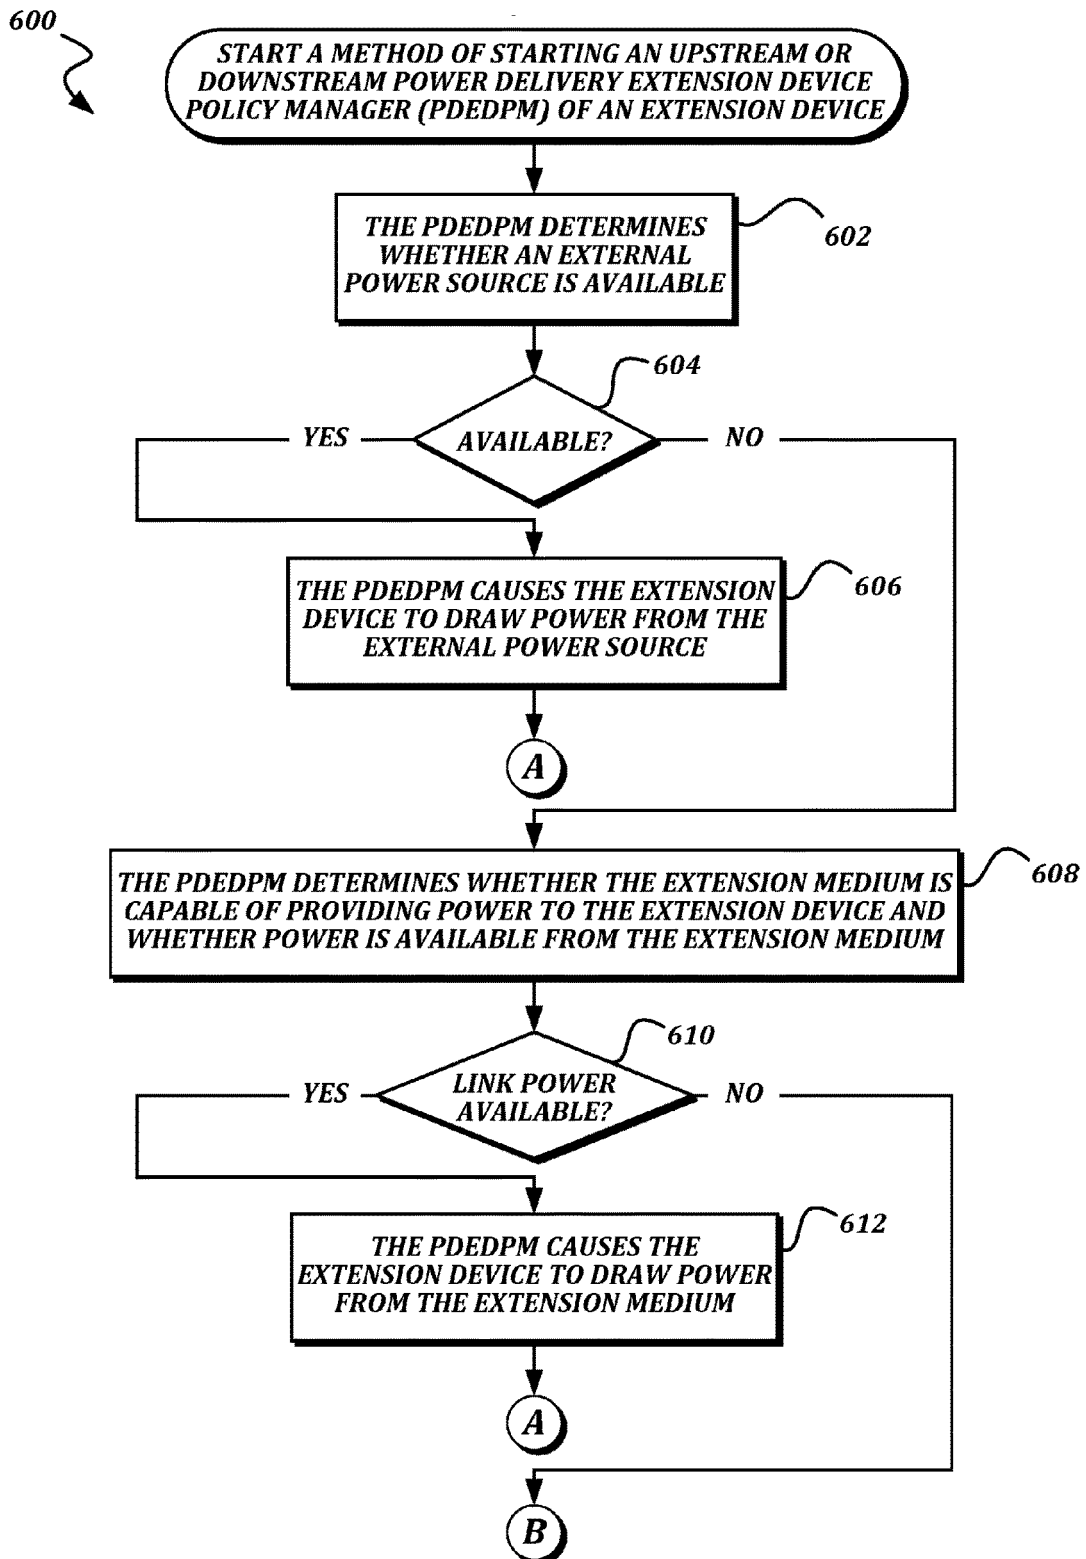 600
START A METHOD OF STARTING AN UPSTREAM OR
DOWNSTREAM POWER DELIVERY EXTENSION DEVICE
POLICY MANAGER (PDEDPM) OF AN EXTENSION DEVICE
THE PDEDPM DETERMINES
WHETHER AN EXTERNAL
POWER SOURCE IS AVAILABLE
602
604
AVAILABLE?
YES
NO
THE PDEDPM CAUSES THE EXTENSION
DEVICE TO DRAW POWER FROM THE
EXTERNAL POWER SOURCE
606
A
THE PDEDPM DETERMINES WHETHER THE EXTENSION MEDIUM IS
CAPABLE OF PROVIDING POWER TO THE EXTENSION DEVICE AND
WHETHER POWER IS AVAILABLE FROM THE EXTENSION MEDIUM
608
610
LINK POWER
AVAILABLE?
YES
NO
THE PDEDPM CAUSES THE
EXTENSION DEVICE TO DRAW POWER
FROM THE EXTENSION MEDIUM
612
A
B